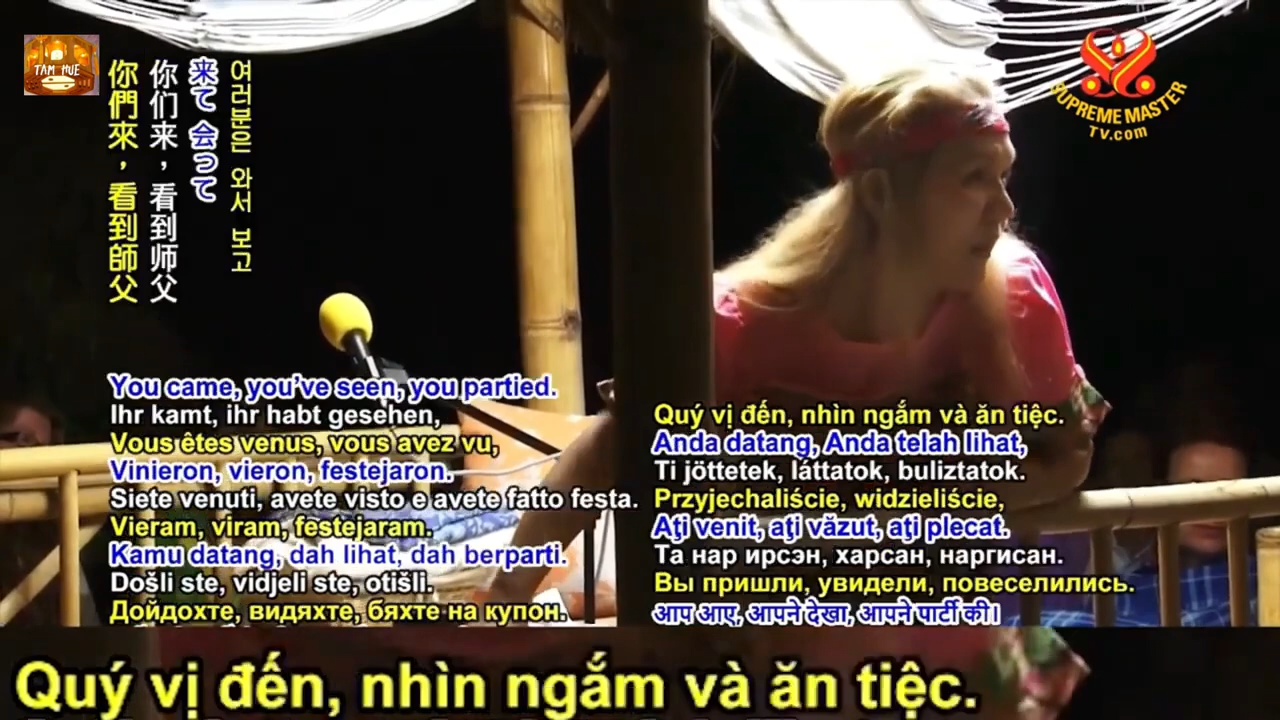 TAM HUE
SUPREME MASTER
TV.com
你們來，看到師父
你们来，看到师父
来て 会って
여러분은 와서 보고
You came, you've seen, you partied.
Ihr kamt, ihr habt gesehen,
Vous êtes venus, vous avez vu,
Vinieron, vieron, festejaron.
Siete venuti, avete visto e avete fatto festa.
Vieram, viram, festejaram.
Kamu datang, dah lihat, dah berparti.
Došli ste, vidjeli ste, otišli.
Дойдохте, видяхте, бяхте на купон.
Quý vị đến, nhìn ngắm và ăn tiệc.
Anda datang, Anda telah lihat,
Ti jöttetek, láttatok, buliztatok.
Przyjechaliście, widzieliście,
Aţi venit, aţi văzut, aţi plecat.
Та нар ирсэн, харсан, наргисан.
Вы пришли, увидели, повеселились.
आप आए, आपने देखा, आपने पार्टी की।
Quý vị đến, nhìn ngắm và ăn tiệc.